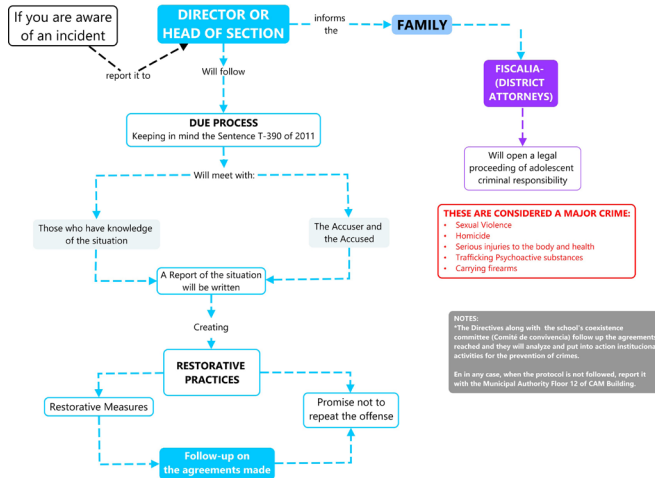 If you are aware
of an incident
report it to
DIRECTOR OR
HEAD OF SECTION
informs
the
FAMILY
FISCALIA-
(DISTRICT
ATTORNEYS)
Will open a legal
proceeding of adolescent
criminal responsibility
THESE ARE CONSIDERED A MAJOR CRIME:
• Sexual Violence
• Homicide
• Serious injuries to the body and health
• Trafficking Psychoactive substances
• Carrying firearms
Will follow
DUE PROCESS
Keeping in mind the Sentence T-390 of 2011
Will meet with:
Those who have knowledge
of the situation
The Accuser and
the Accused
A Report of the situation
will be written
Creating
RESTORATIVE
PRACTICES
Restorative Measures
Promise not to
repeat the offense
Follow-up on
the agreements made
NOTES:
*The Directives along with the school's coexistence
committee (Comité de convivencia) follow up the agreements
reached and they will analyze and put into action institucional
activities for the prevention of crimes.
En in any case, when the protocol is not followed, report it
with the Municipal Authority Floor 12 of CAM Building.